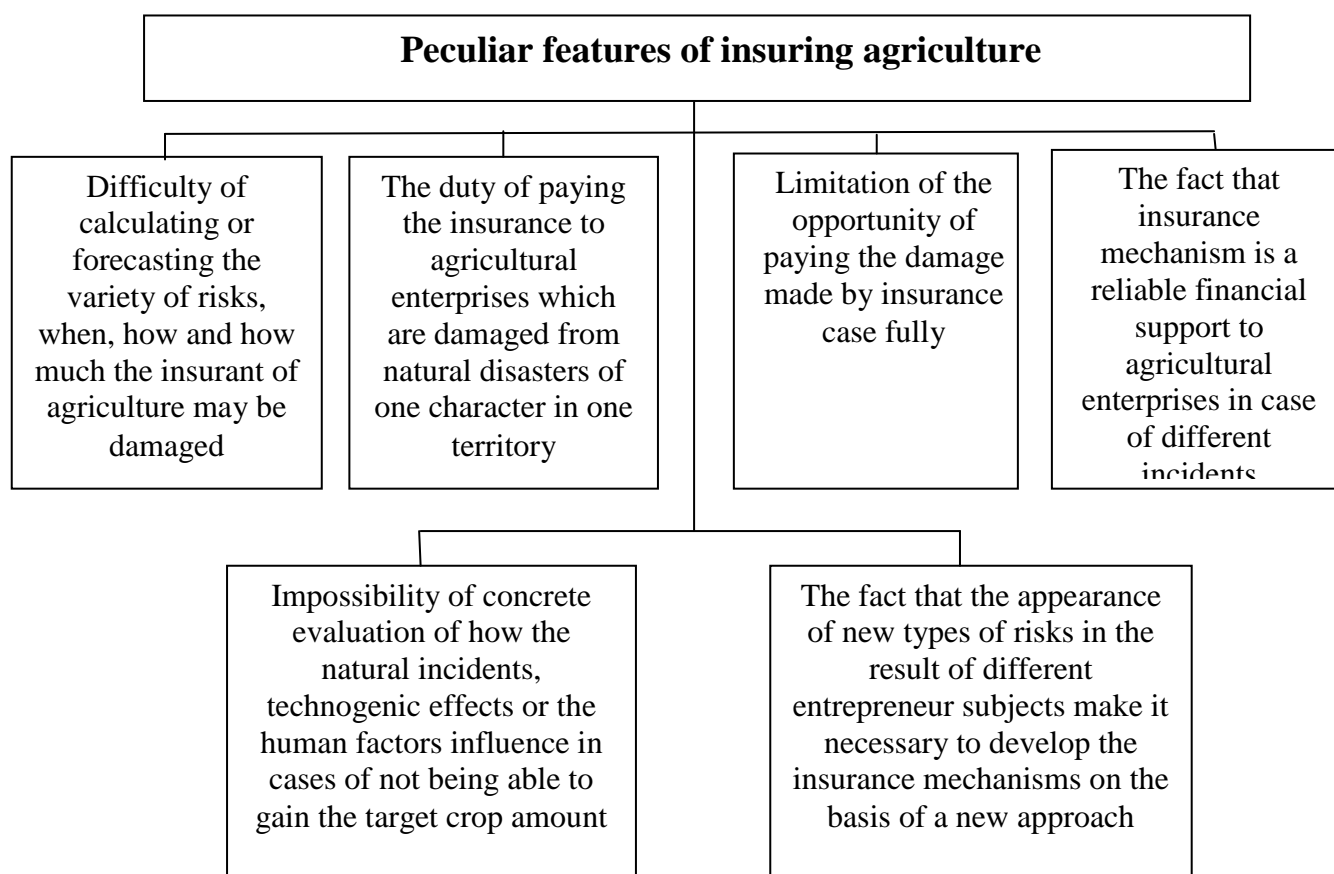 Peculiar features of insuring agriculture
Difficulty of
calculating or
forecasting the
variety of risks,
when, how and how
much the insurant of
agriculture may be
damaged
The duty of paying
the insurance to
agricultural
enterprises which
are damaged from
natural disasters of
one character in one
territory
Limitation of the
opportunity of
paying the damage
made by insurance
case fully
The fact that
insurance
mechanism is a
reliable financial
support to
agricultural
enterprises in case
of different
incidents
Impossibility of concrete
evaluation of how the
natural incidents,
technogenic effects or the
human factors influence in
cases of not being able to
gain the target crop amount
The fact that the appearance
of new types of risks in the
result of different
entrepreneur subjects make it
necessary to develop the
insurance mechanisms on the
basis of a new approach